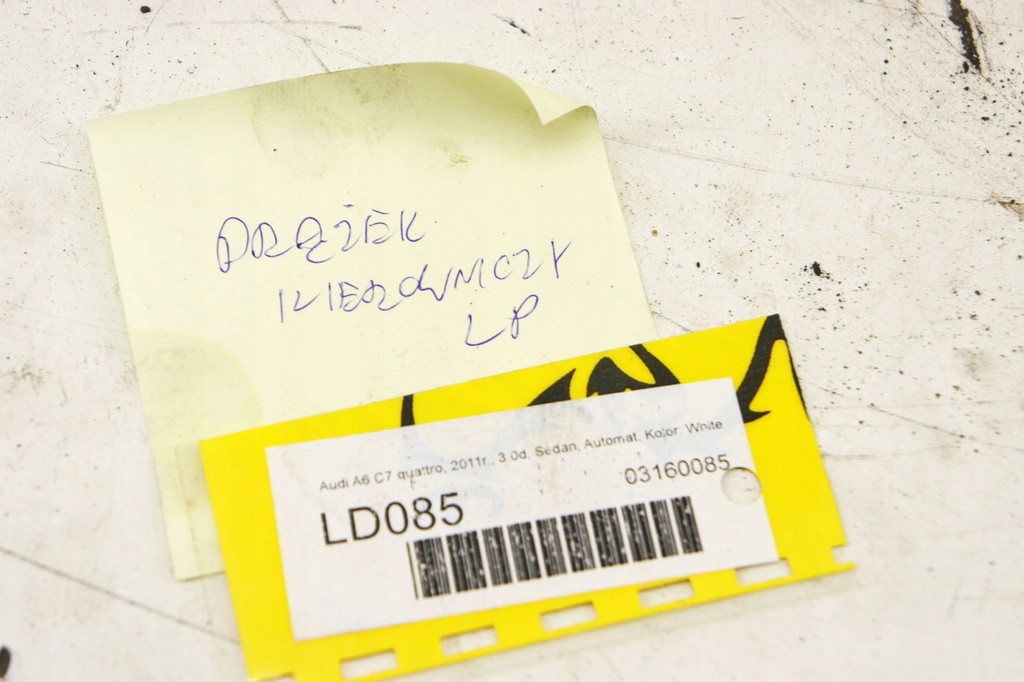 DRĄŻEK
KIEROWNICZY
LP
Audi A6 C7 quattro, 2011r., 3.0d, Sedan, Automat, Kolor: White
03160085
LD085